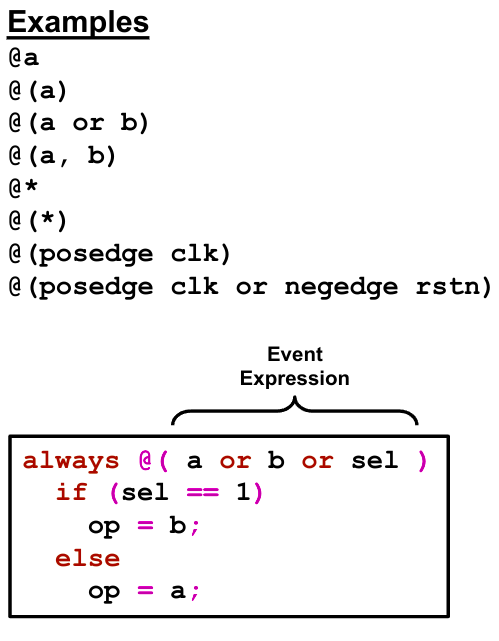 Examples
@a
@(a)
@(a or b)
@(a, b)
@*
@(*)
@(posedge clk)
@(posedge clk or negedge rstn)
Event
Expression
always @( a or b or sel )
  if (sel == 1)
    op = b;
  else
    op = a;